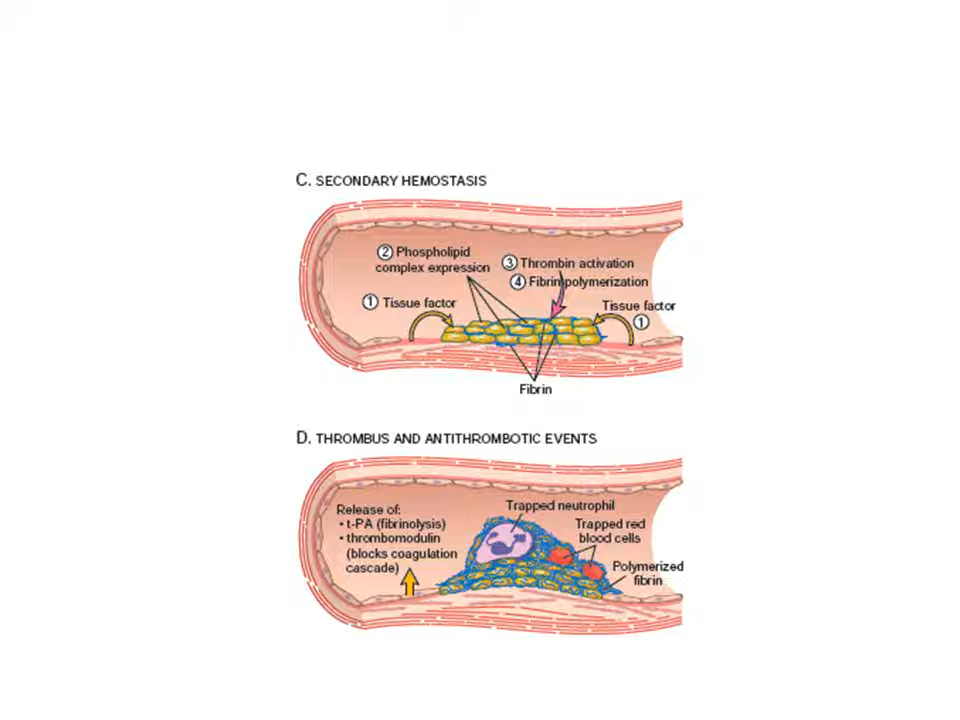 C. SECONDARY HEMOSTASIS
② Phospholipid
complex expression
③ Thrombin activation
④ Fibrin polymerization
① Tissue factor
Tissue factor
①
Fibrin
D. THROMBUS AND ANTITHROMBOTIC EVENTS
Release of:
• t-PA (fibrinolysis)
• thrombomodulin
(blocks coagulation
cascade)
Trapped neutrophil
Trapped red
blood cells
Polymerized
fibrin